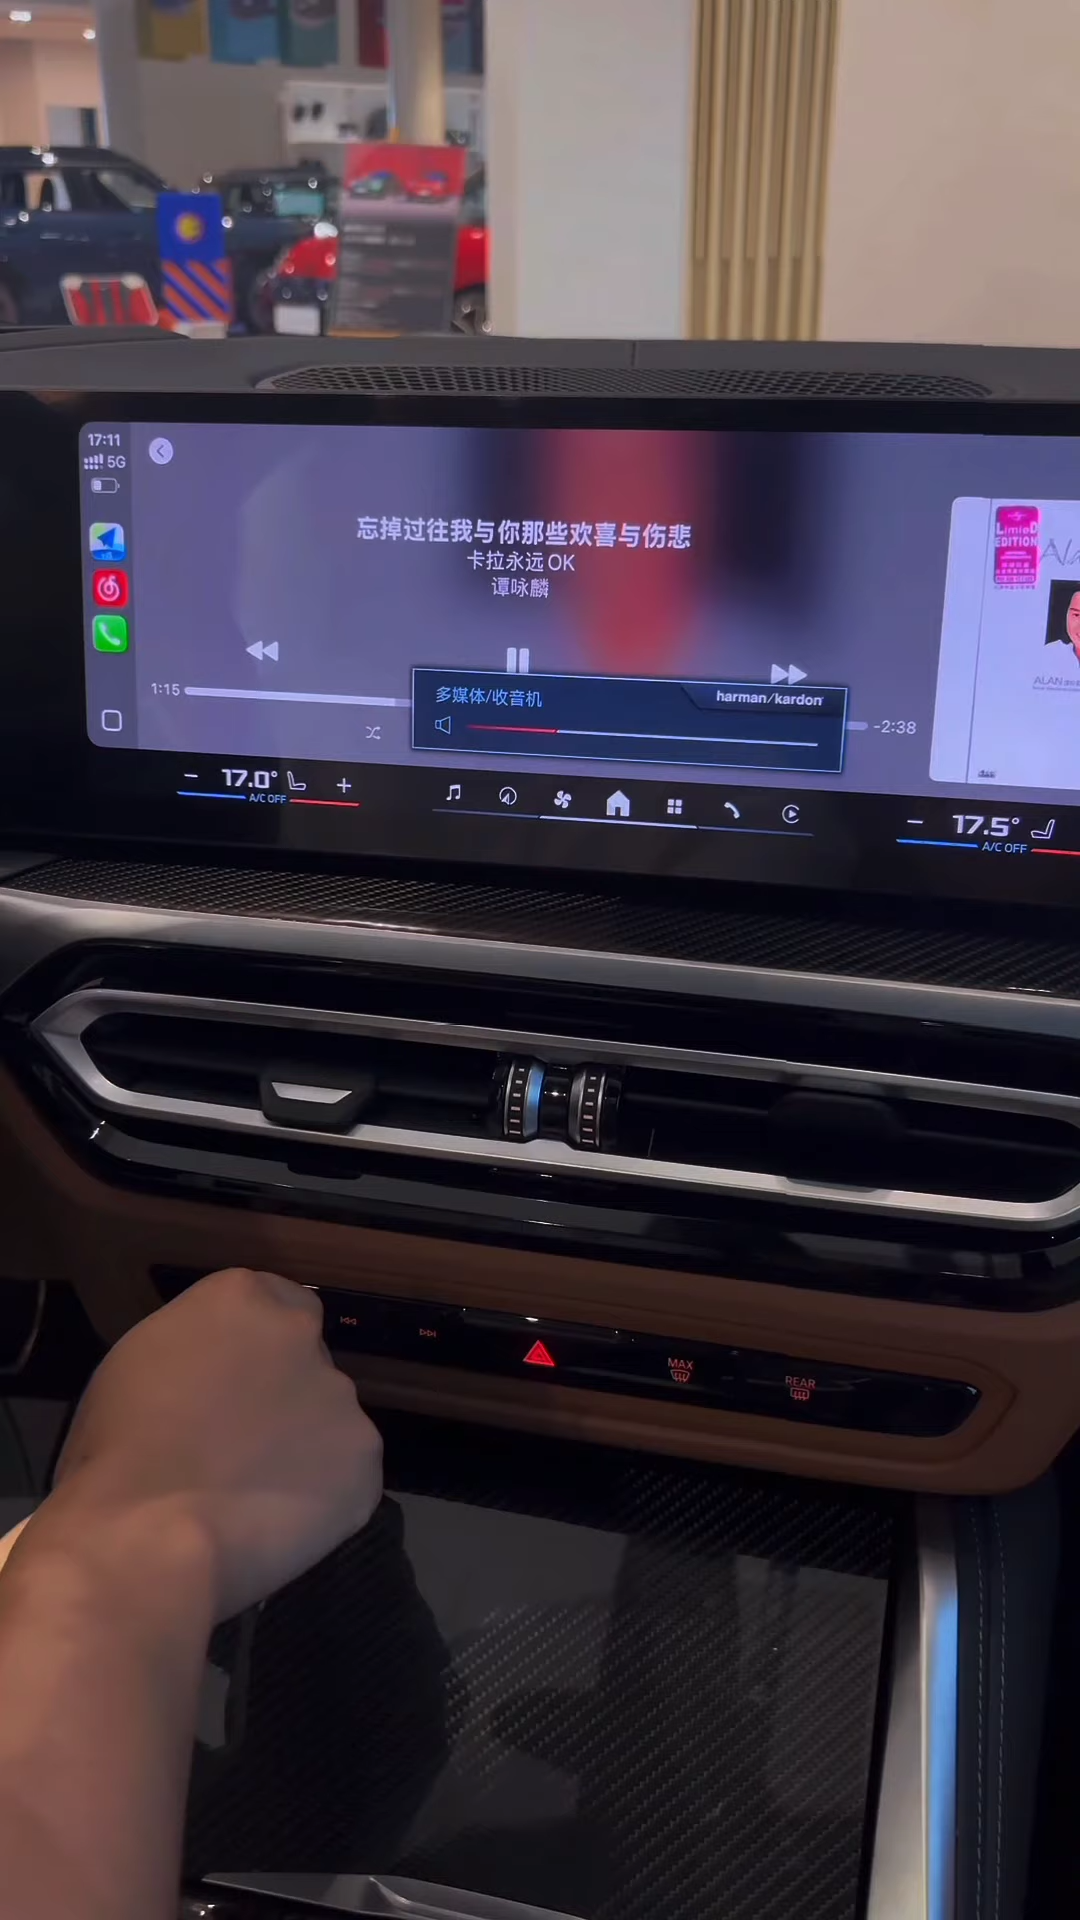 17:11
5G
忘掉过往我与你那些欢喜与伤悲
卡拉永远OK
谭咏麟
1:15
-2:38
多媒体/收音机
harman/kardon
LimiteD
EDITION
ALAN
17.0°
A/C OFF
17.5°
A/C OFF
MAX
REAR